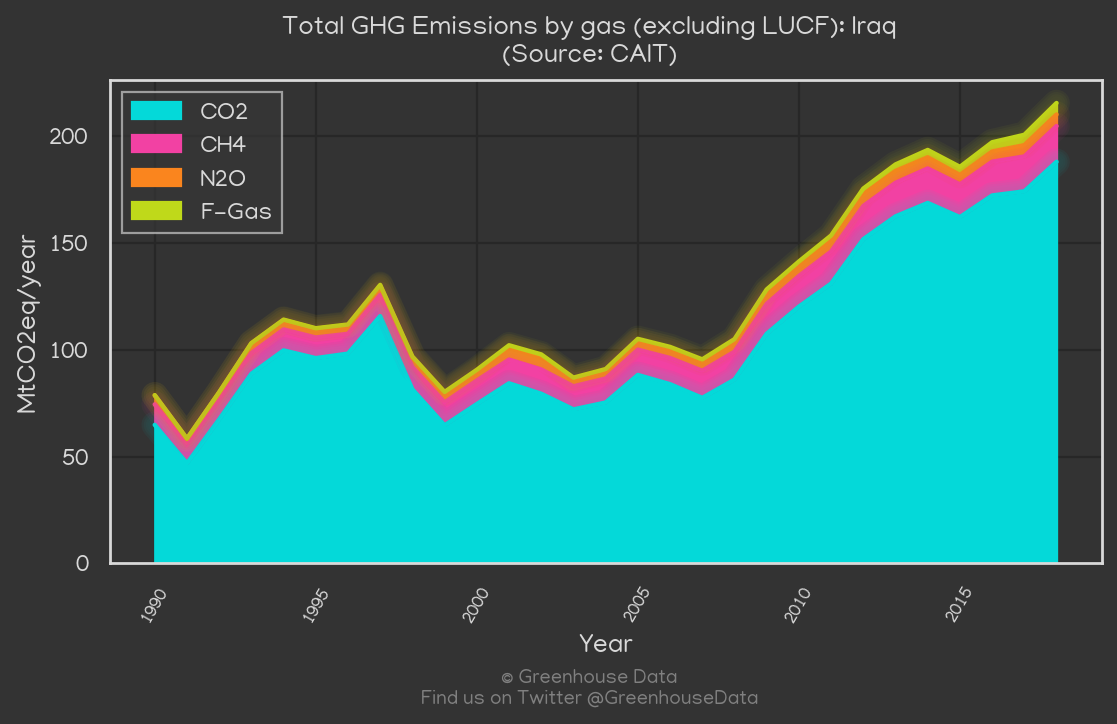 Total GHG Emissions by gas (excluding LUCF): Iraq
(Source: CAIT)
CO2
CH4
N2O
F-Gas
MtCO2eq/year
200
150
100
50
0
1990
1995
2000
2005
2010
2015
Year
© Greenhouse Data
Find us on Twitter @GreenhouseData